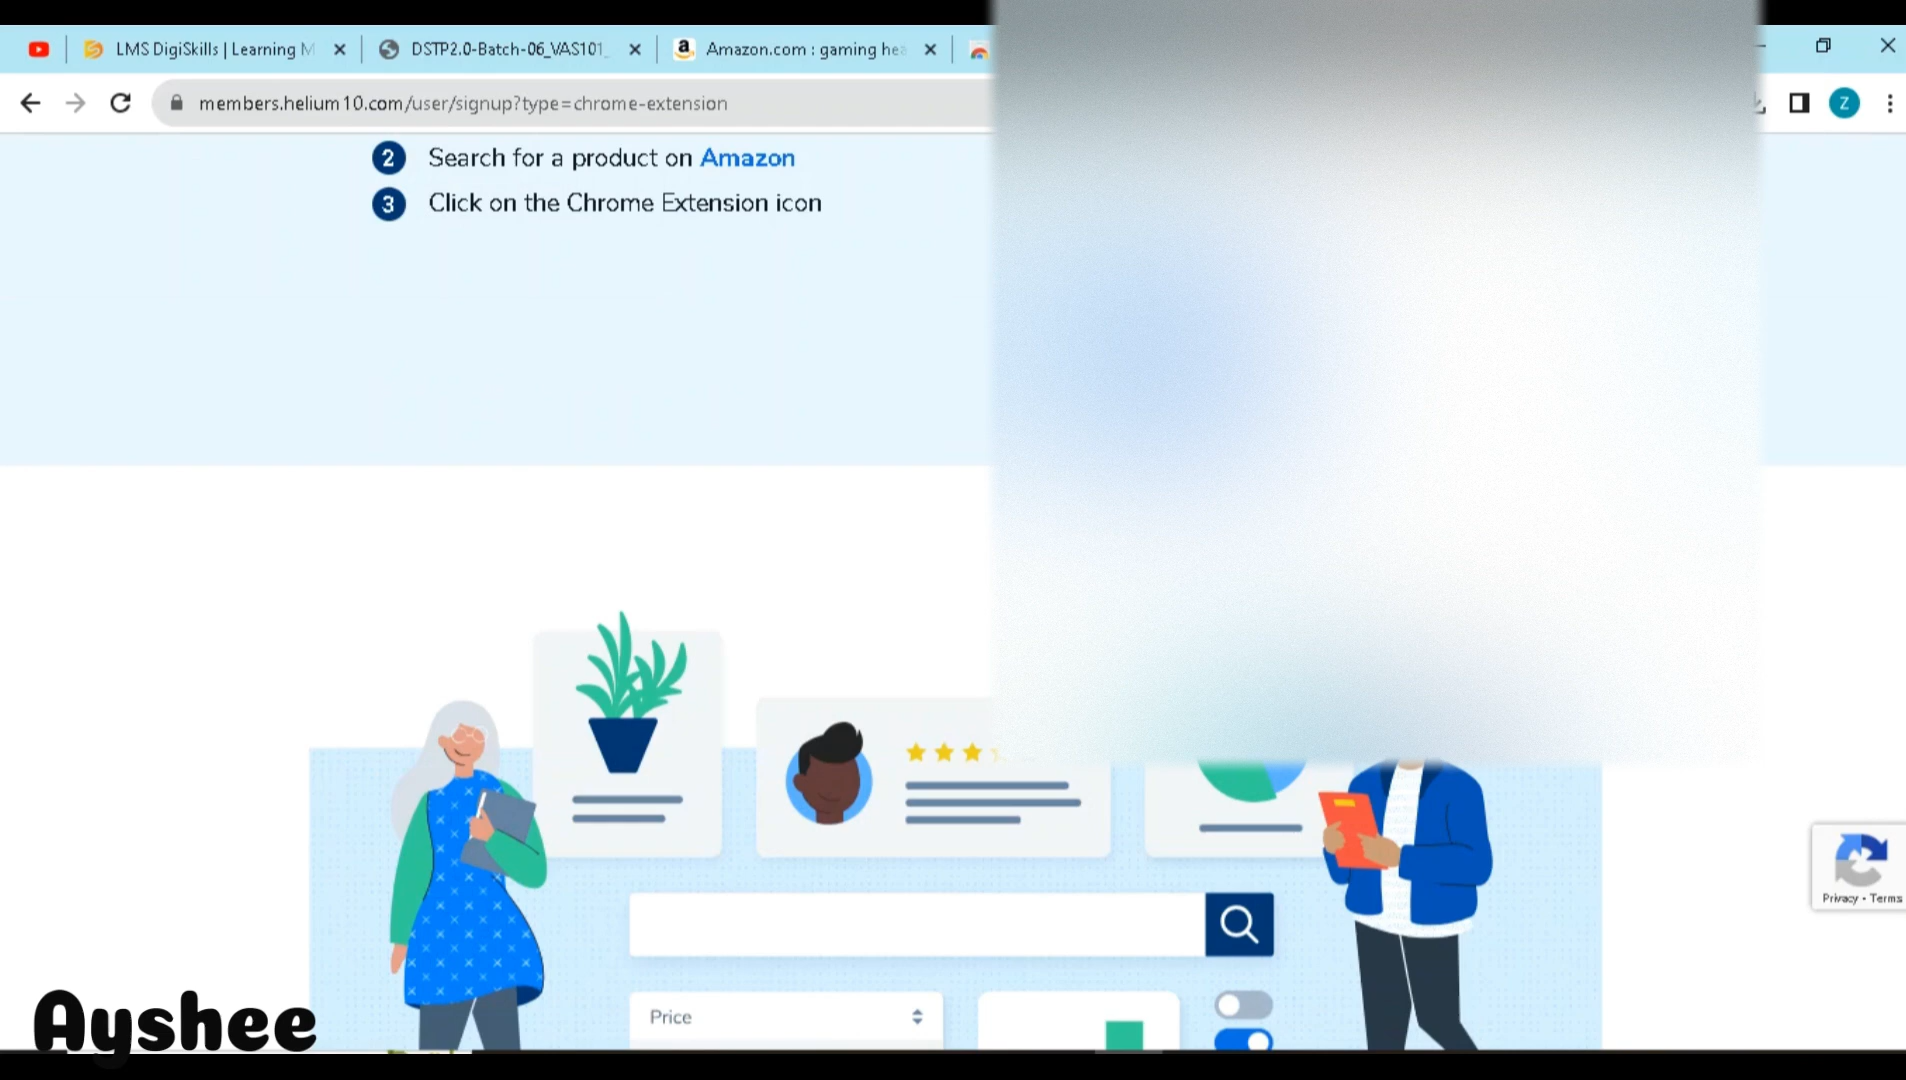 LMS DigiSkills | Learning M
DSTP2.0-Batch-06_VAS101_
Amazon.com : gaming hea
members.helium10.com/user/signup?type=chrome-extension
Z
2 Search for a product on Amazon
3 Click on the Chrome Extension icon
Price
Privacy - Terms
Ayshee